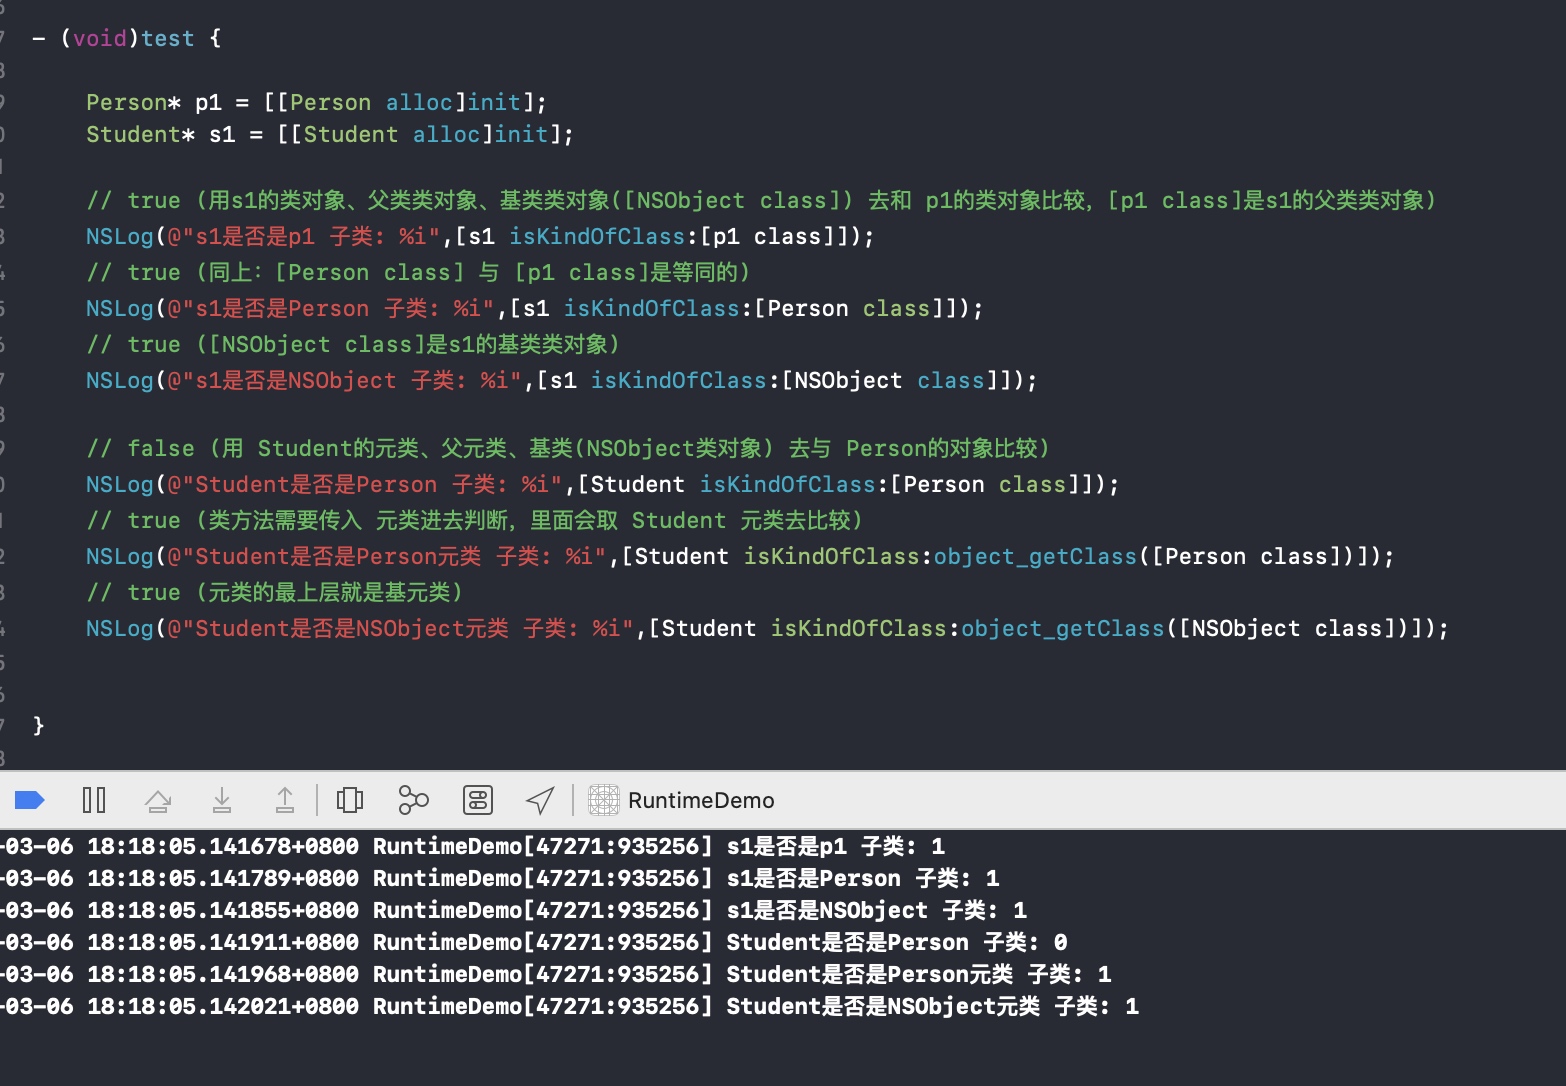 - (void)test {
Person* p1 = [[Person alloc]init];
Student* s1 = [[Student alloc]init];
// true (用s1的类对象、父类类对象、基类类对象([NSObject class]) 去和 p1的类对象比较, [p1 class]是s1的父类类对象)
NSLog(@"s1是否是p1 子类: %i",[s1 isKindOfClass:[p1 class]]);
// true (同上: [Person class] 与 [p1 class]是等同的)
NSLog(@"s1是否是Person 子类: %i",[s1 isKindOfClass:[Person class]]);
// true ([NSObject class]是s1的基类类对象)
NSLog(@"s1是否是NSObject 子类: %i",[s1 isKindOfClass:[NSObject class]]);
// false (用 Student的元类、父元类、基类(NSObject类对象) 去与 Person的对象比较)
NSLog(@"Student是否是Person 子类: %i",[Student isKindOfClass:[Person class]]);
// true (类方法需要传入 元类进去判断, 里面会取 Student 元类去比较)
NSLog(@"Student是否是Person元类 子类: %i",[Student isKindOfClass:object_getClass([Person class])]);
// true (元类的最上层就是基元类)
NSLog(@"Student是否是NSObject元类 子类: %i",[Student isKindOfClass:object_getClass([NSObject class])]);
}
RuntimeDemo
-03-06 18:18:05.141678+0800 RuntimeDemo[47271:935256] s1是否是p1 子类: 1
-03-06 18:18:05.141789+0800 RuntimeDemo[47271:935256] s1是否是Person 子类: 1
-03-06 18:18:05.141855+0800 RuntimeDemo[47271:935256] s1是否是NSObject 子类: 1
-03-06 18:18:05.141911+0800 RuntimeDemo[47271:935256] Student是否是Person 子类: 0
-03-06 18:18:05.141968+0800 RuntimeDemo[47271:935256] Student是否是Person元类 子类: 1
-03-06 18:18:05.142021+0800 RuntimeDemo[47271:935256] Student是否是NSObject元类 子类: 1